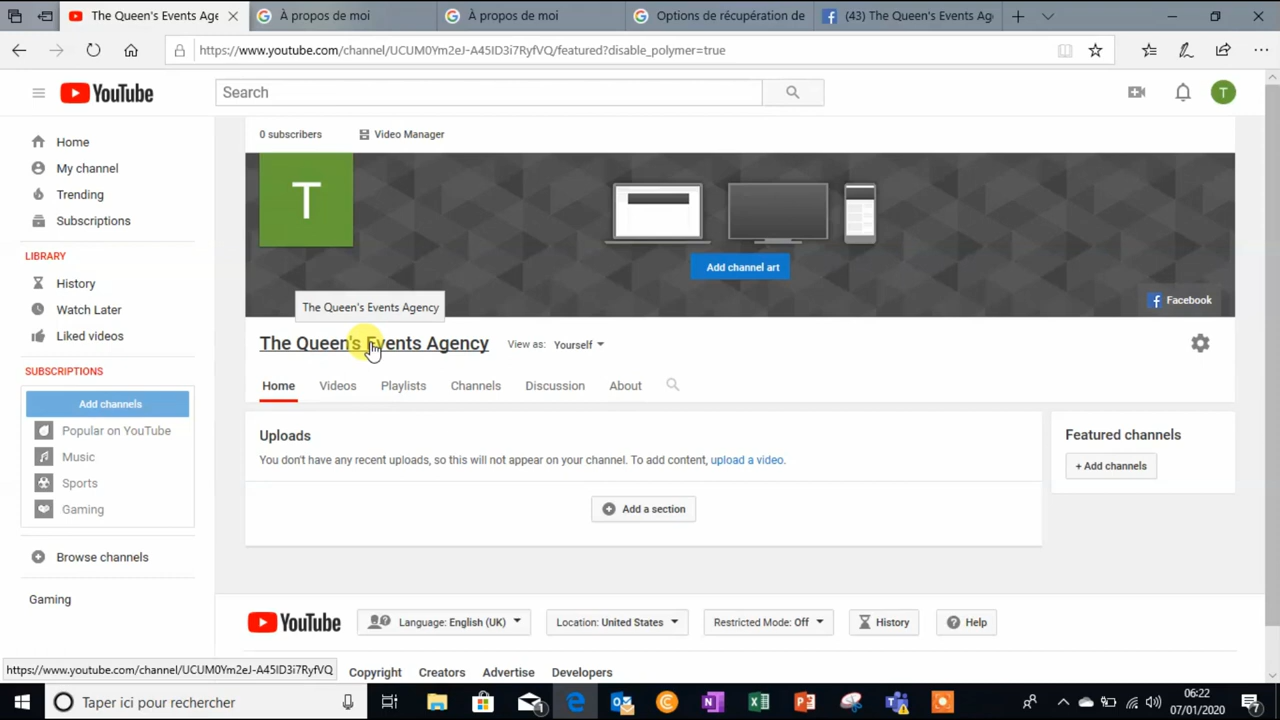 The Queen's Events Age
À propos de moi
À propos de moi
Options de récupération de
(43) The Queen's Events Ag
https://www.youtube.com/channel/UCUM0Ym2eJ-A45ID3i7RyfVQ/featured?disable_polymer=true
YouTube
Search
T
Home
My channel
Trending
Subscriptions
LIBRARY
History
Watch Later
Liked videos
SUBSCRIPTIONS
Add channels
Popular on YouTube
Music
Sports
Gaming
Browse channels
Gaming
0 subscribers
Video Manager
T
Add channel art
Facebook
The Queen's Events Agency
The Queen's Events Agency
View as: Yourself
Home
Videos
Playlists
Channels
Discussion
About
Uploads
You don't have any recent uploads, so this will not appear on your channel. To add content, upload a video.
Add a section
Featured channels
+ Add channels
YouTube
Language: English (UK)
Location: United States
Restricted Mode: Off
History
Help
https://www.youtube.com/channel/UCUM0Ym2eJ-A45ID3i7RyfVQ
Copyright
Creators
Advertise
Developers
Taper ici pour rechercher
06:22
07/01/2020